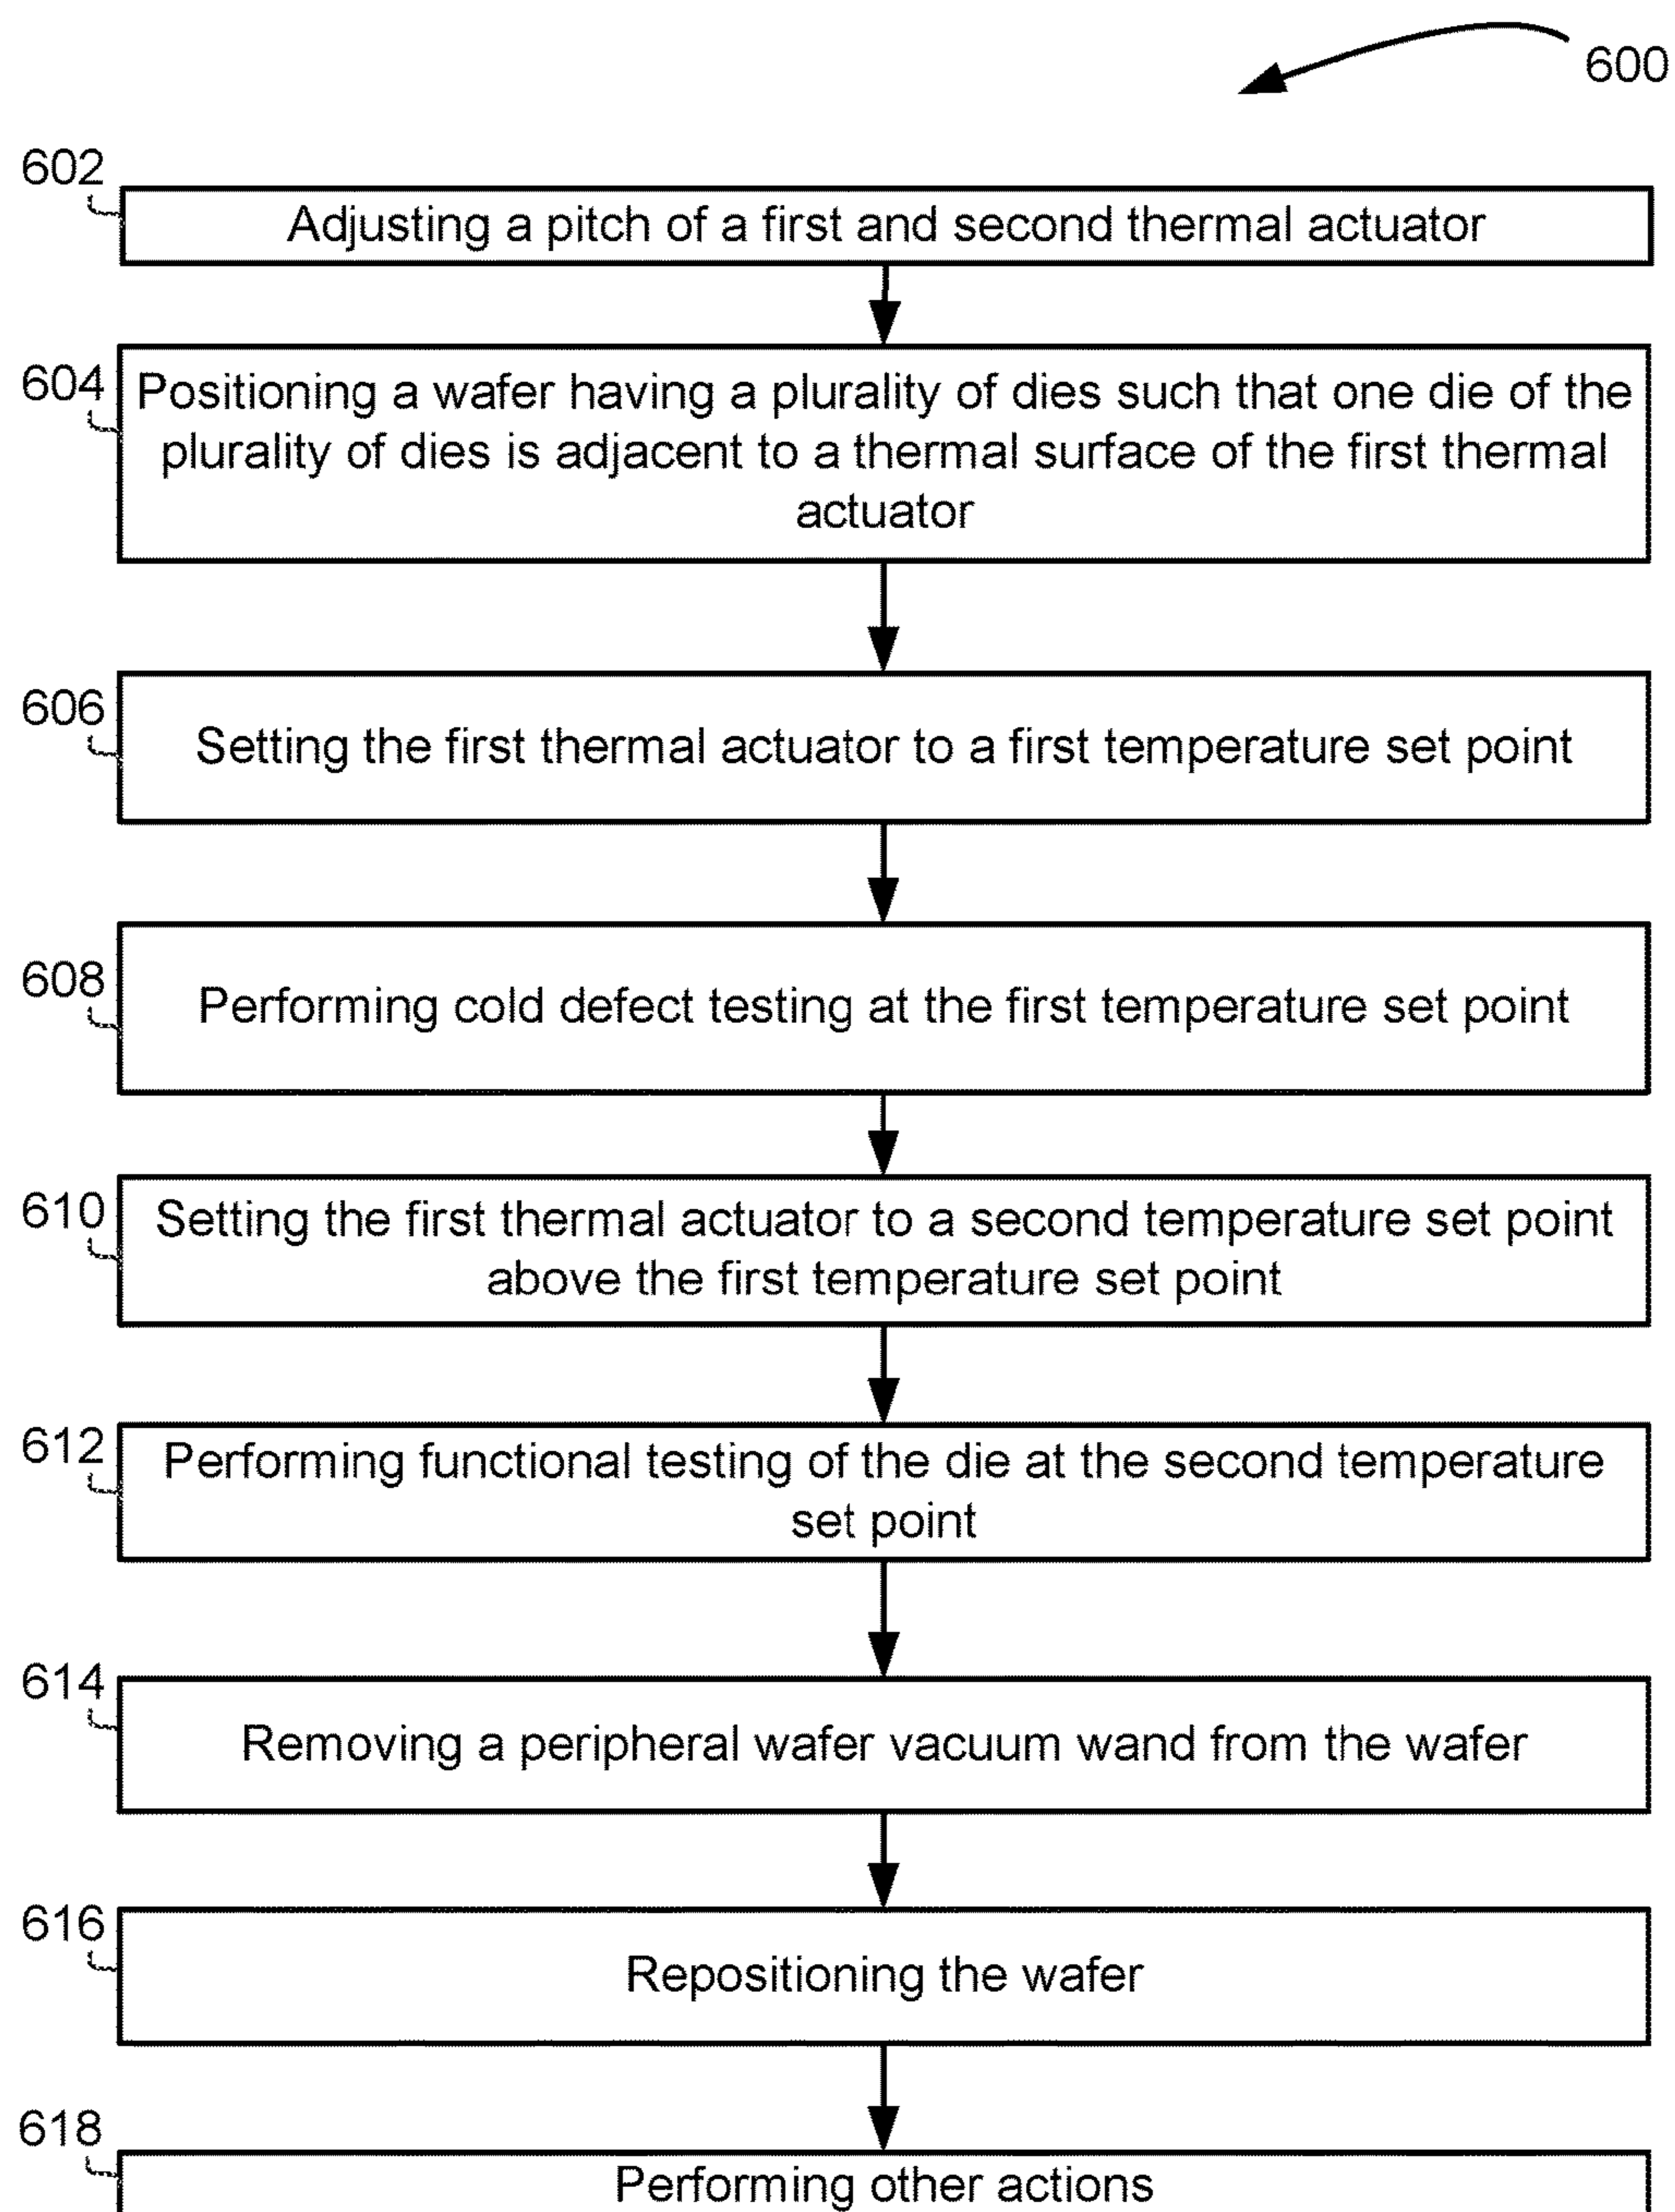 600
602
Adjusting a pitch of a first and second thermal actuator
604
Positioning a wafer having a plurality of dies such that one die of the
plurality of dies is adjacent to a thermal surface of the first thermal
actuator
606
Setting the first thermal actuator to a first temperature set point
608
Performing cold defect testing at the first temperature set point
610
Setting the first thermal actuator to a second temperature set point
above the first temperature set point
612
Performing functional testing of the die at the second temperature
set point
614
Removing a peripheral wafer vacuum wand from the wafer
616
Repositioning the wafer
618
Performing other actions